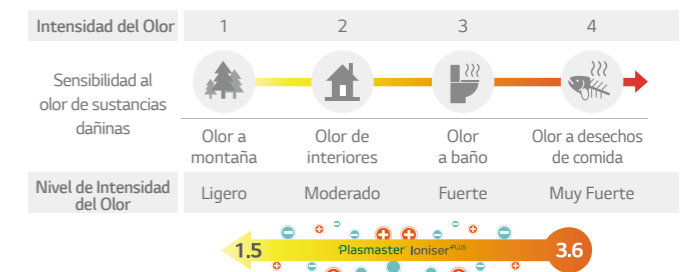 Intensidad del Olor 1 2 3 4
Sensibilidad al
olor de sustancias
dañinas
Olor a
montaña
Olor de
interiores
Olor
a baño
Olor a desechos
de comida
Nivel de Intensidad
del Olor
Ligero Moderado Fuerte Muy Fuerte
1.5 Plasmaster Ioniser PLUS 3.6